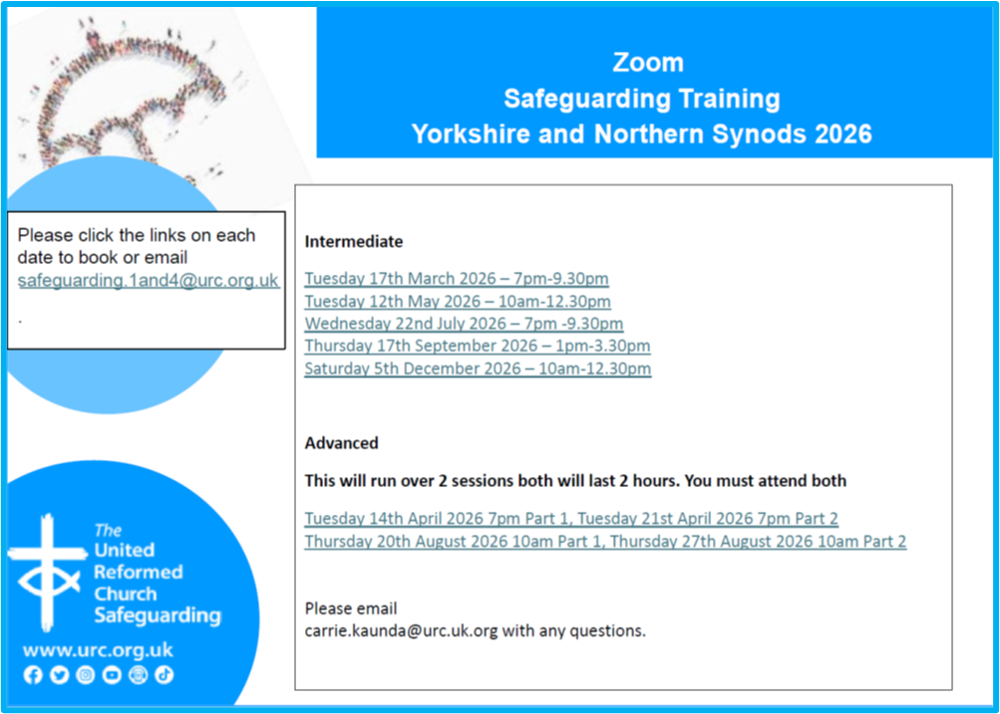 Zoom
Safeguarding Training
Yorkshire and Northern Synods 2026
Please click the links on each
date to book or email
safeguarding.1and4@urc.org.uk
.
Intermediate
Tuesday 17th March 2026 – 7pm-9.30pm
Tuesday 12th May 2026 – 10am-12.30pm
Wednesday 22nd July 2026 – 7pm -9.30pm
Thursday 17th September 2026 – 1pm-3.30pm
Saturday 5th December 2026 – 10am-12.30pm
Advanced
This will run over 2 sessions both will last 2 hours. You must attend both
Tuesday 14th April 2026 7pm Part 1, Tuesday 21st April 2026 7pm Part 2
Thursday 20th August 2026 10am Part 1, Thursday 27th August 2026 10am Part 2
Please email
carrie.kaunda@urc.uk.org with any questions.
The
United
Reformed
Church
Safeguarding
www.urc.org.uk